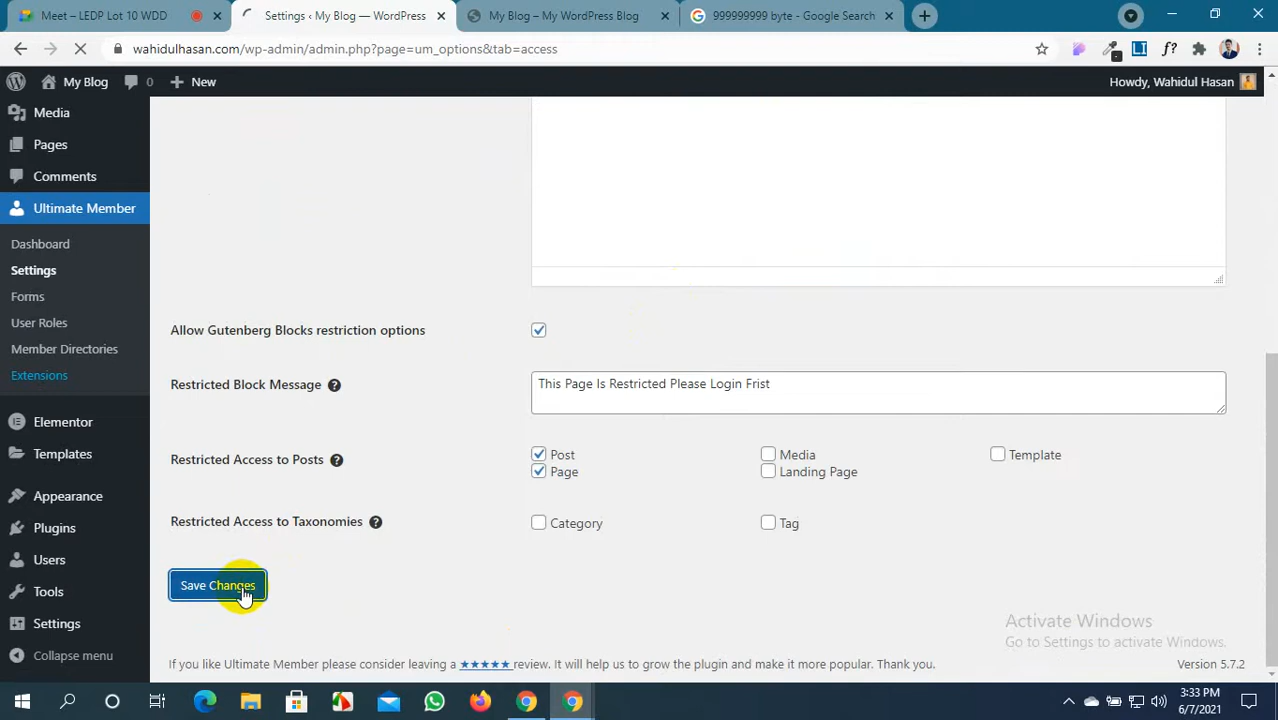 Meet – LEDP Lot 10 WDD
Settings ‹ My Blog — WordPress
My Blog – My WordPress Blog
999999999 byte - Google Search
wahidulhasan.com/wp-admin/admin.php?page=um_options&tab=access
My Blog
0
New
Howdy, Wahidul Hasan
Media
Pages
Comments
Ultimate Member
Dashboard
Settings
Forms
User Roles
Member Directories
Extensions
Elementor
Templates
Appearance
Plugins
Users
Tools
Settings
Collapse menu
Allow Gutenberg Blocks restriction options
Restricted Block Message
This Page Is Restricted Please Login Frist
Restricted Access to Posts
Post
Media
Template
Page
Landing Page
Restricted Access to Taxonomies
Category
Tag
Save Changes
Activate Windows
Go to Settings to activate Windows.
If you like Ultimate Member please consider leaving a ★★★★★ review. It will help us to grow the plugin and make it more popular. Thank you.
Version 5.7.2
3:33 PM
6/7/2021